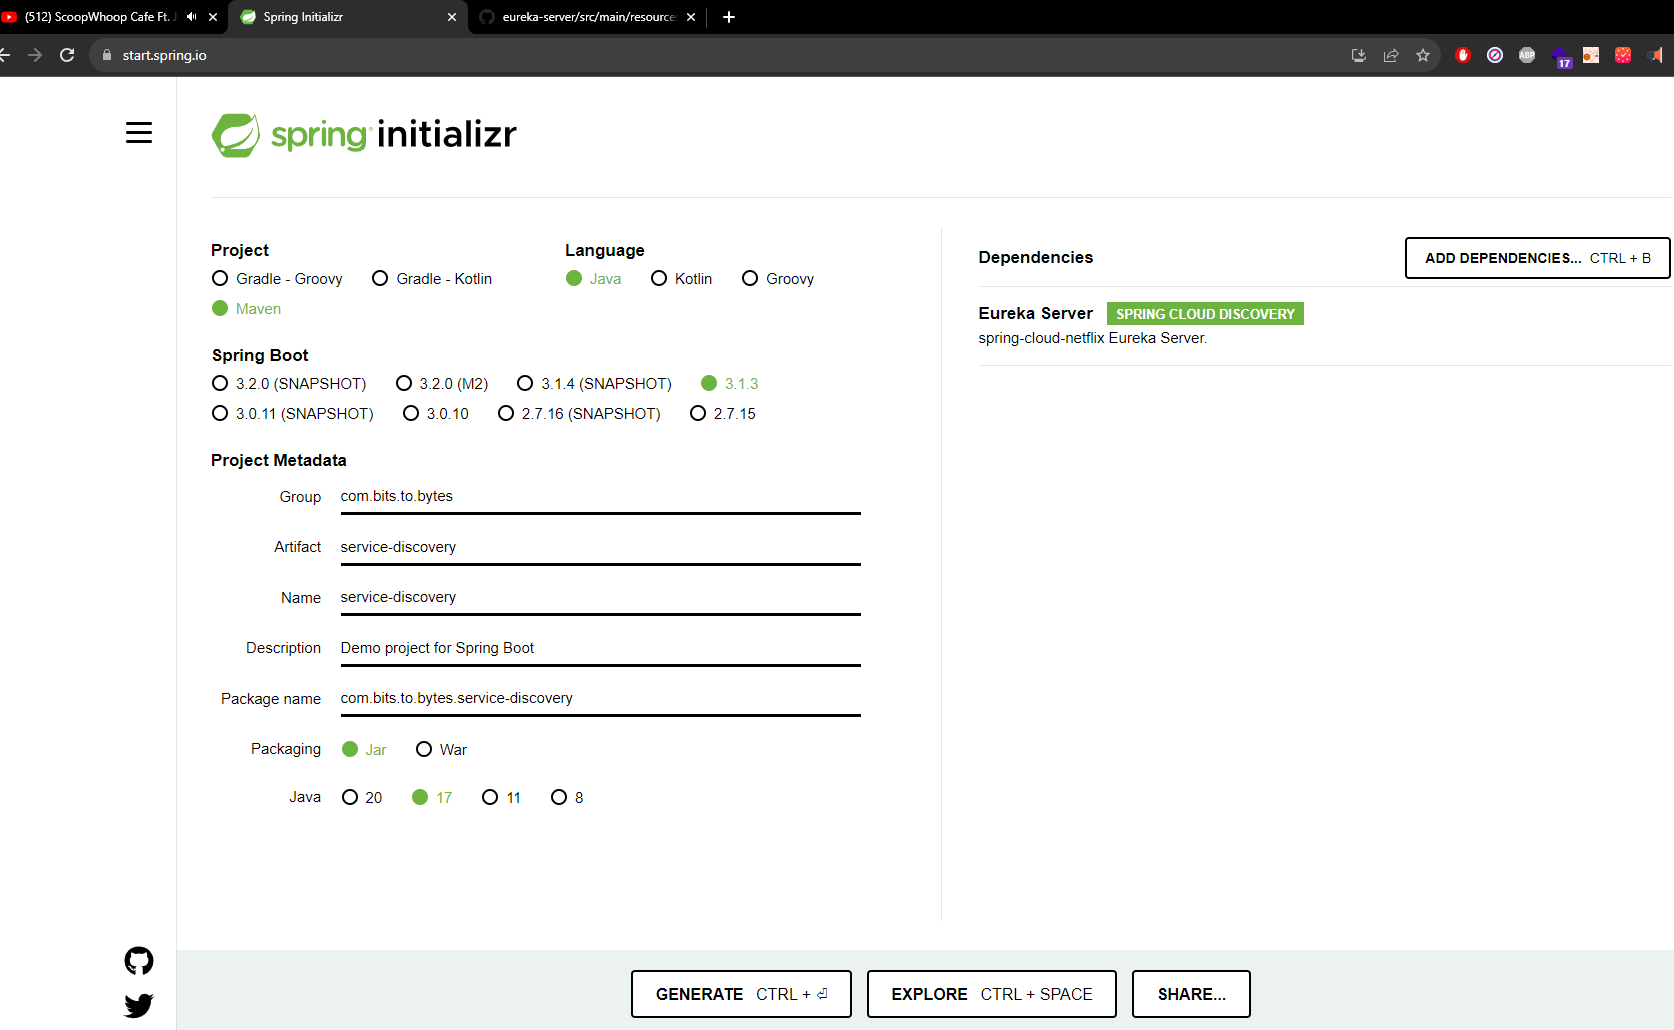 (512) ScoopWhoop Cafe Ft. J
Spring Initializr
eureka-server/src/main/resource
start.spring.io
ABP
17
spring initializr
Project
Gradle - Groovy
Gradle - Kotlin
Maven
Language
Java
Kotlin
Groovy
Spring Boot
3.2.0 (SNAPSHOT)
3.2.0 (M2)
3.1.4 (SNAPSHOT)
3.1.3
3.0.11 (SNAPSHOT)
3.0.10
2.7.16 (SNAPSHOT)
2.7.15
Project Metadata
Group com.bits.to.bytes
Artifact service-discovery
Name service-discovery
Description Demo project for Spring Boot
Package name com.bits.to.bytes.service-discovery
Packaging Jar War
Java 20 17 11 8
Dependencies
ADD DEPENDENCIES... CTRL + B
Eureka Server SPRING CLOUD DISCOVERY
spring-cloud-netflix Eureka Server.
GENERATE CTRL + ⏎
EXPLORE CTRL + SPACE
SHARE...